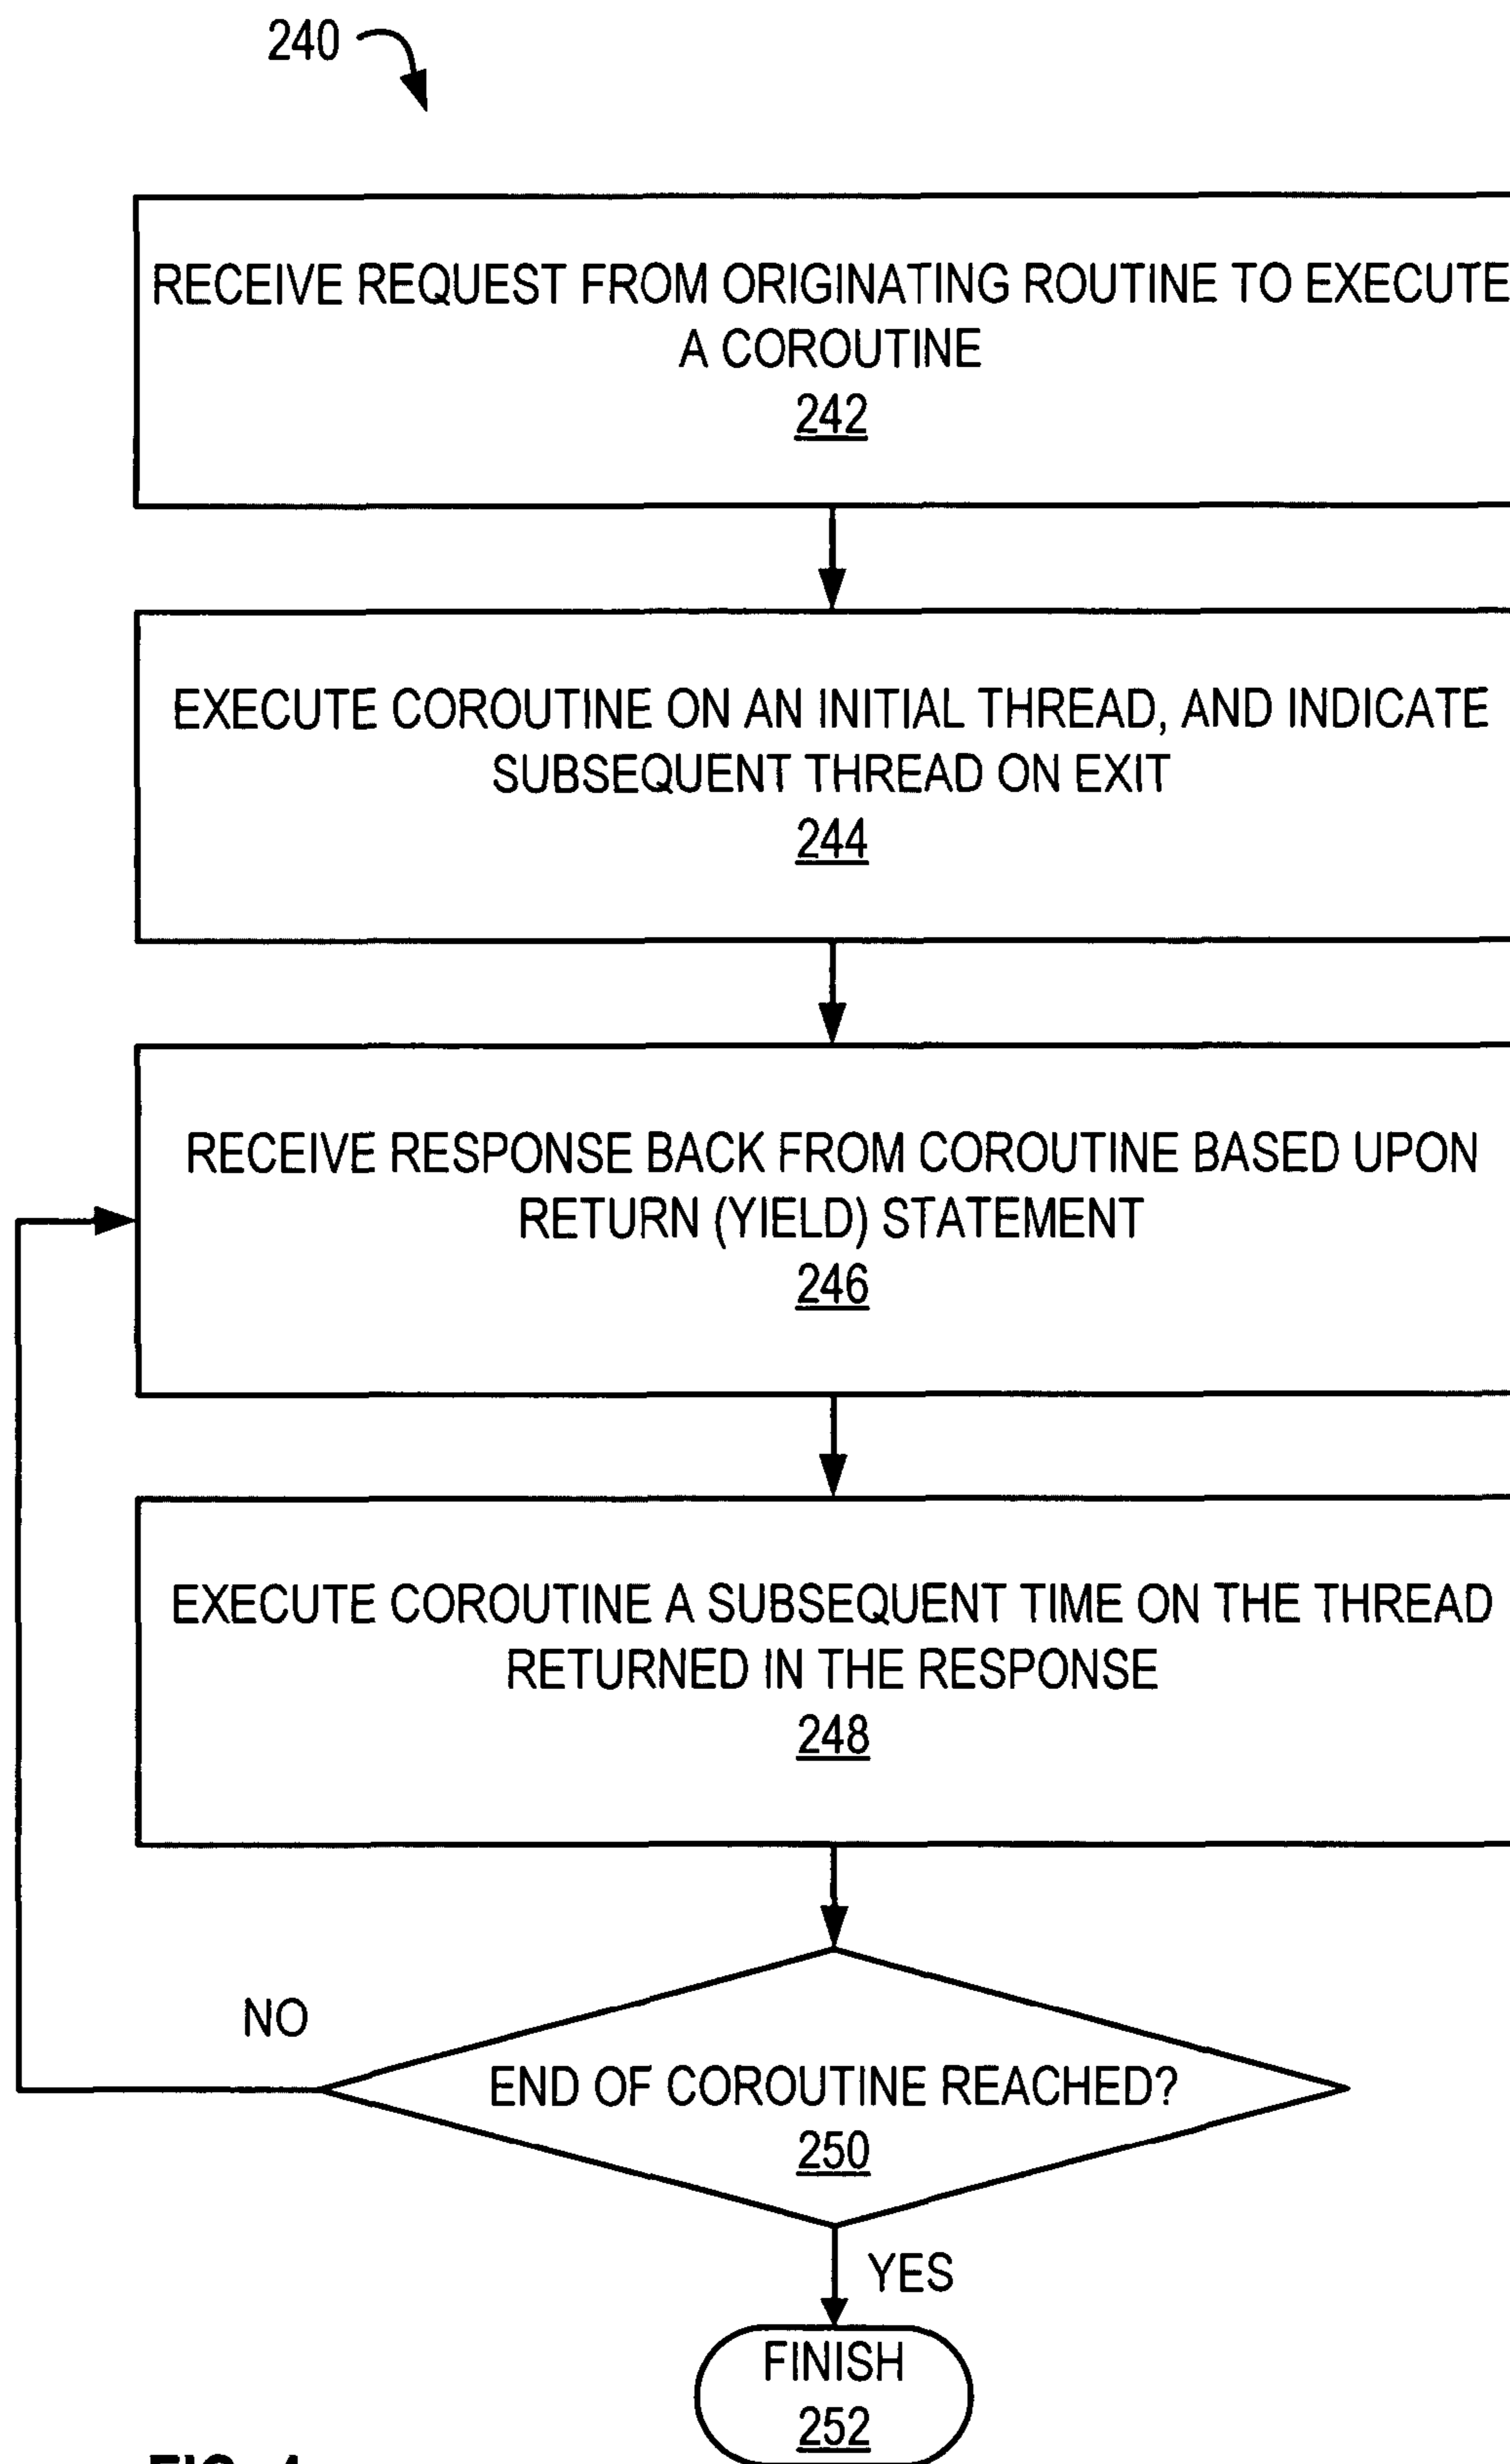 240
RECEIVE REQUEST FROM ORIGINATING ROUTINE TO EXECUTE
A COROUTINE
242
EXECUTE COROUTINE ON AN INITIAL THREAD, AND INDICATE
SUBSEQUENT THREAD ON EXIT
244
RECEIVE RESPONSE BACK FROM COROUTINE BASED UPON
RETURN (YIELD) STATEMENT
246
EXECUTE COROUTINE A SUBSEQUENT TIME ON THE THREAD
RETURNED IN THE RESPONSE
248
NO
END OF COROUTINE REACHED?
250
YES
FINISH
252